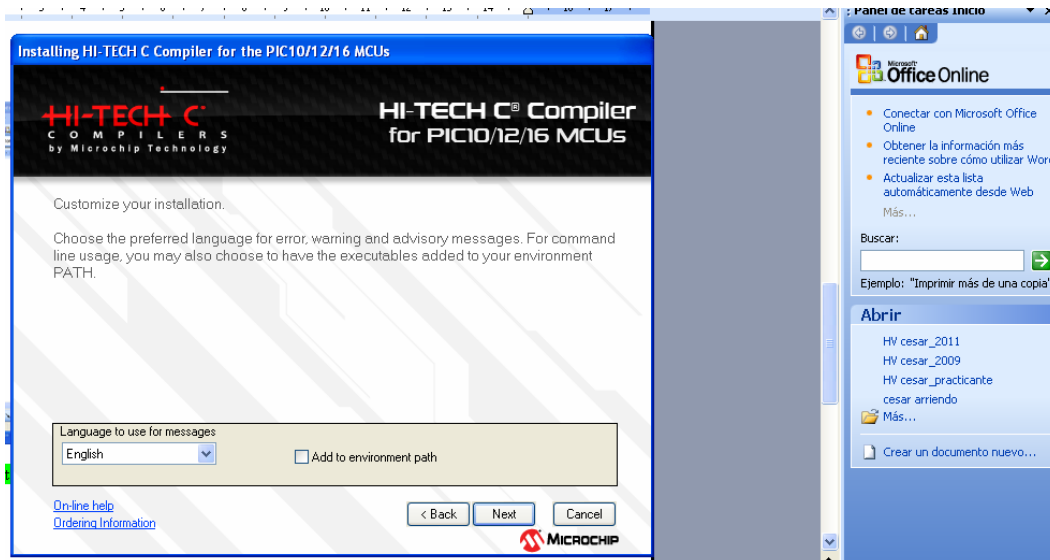 Installing HI-TECH C Compiler for the PIC10/12/16 MCUs
HI-TECH C®
COMPILERS
by Microchip Technology
HI-TECH C® Compiler
for PIC10/12/16 MCUs
Customize your installation.
Choose the preferred language for error, warning and advisory messages. For command
line usage, you may also choose to have the executables added to your environment
PATH.
Language to use for messages
English
Add to environment path
On-line help
Ordering Information
< Back
Next
Cancel
MICROCHIP
Panel de tareas Inicio
Microsoft
Office Online
Conectar con Microsoft Office
Online
Obtener la información más
reciente sobre cómo utilizar
Actualizar esta lista
automáticamente desde Web
Más...
Buscar:
Ejemplo: "Imprimir más de una copia"
Abrir
HV cesar_2011
HV cesar_2009
HV cesar_practicante
cesar arriendo
Más...
Crear un documento nuevo...